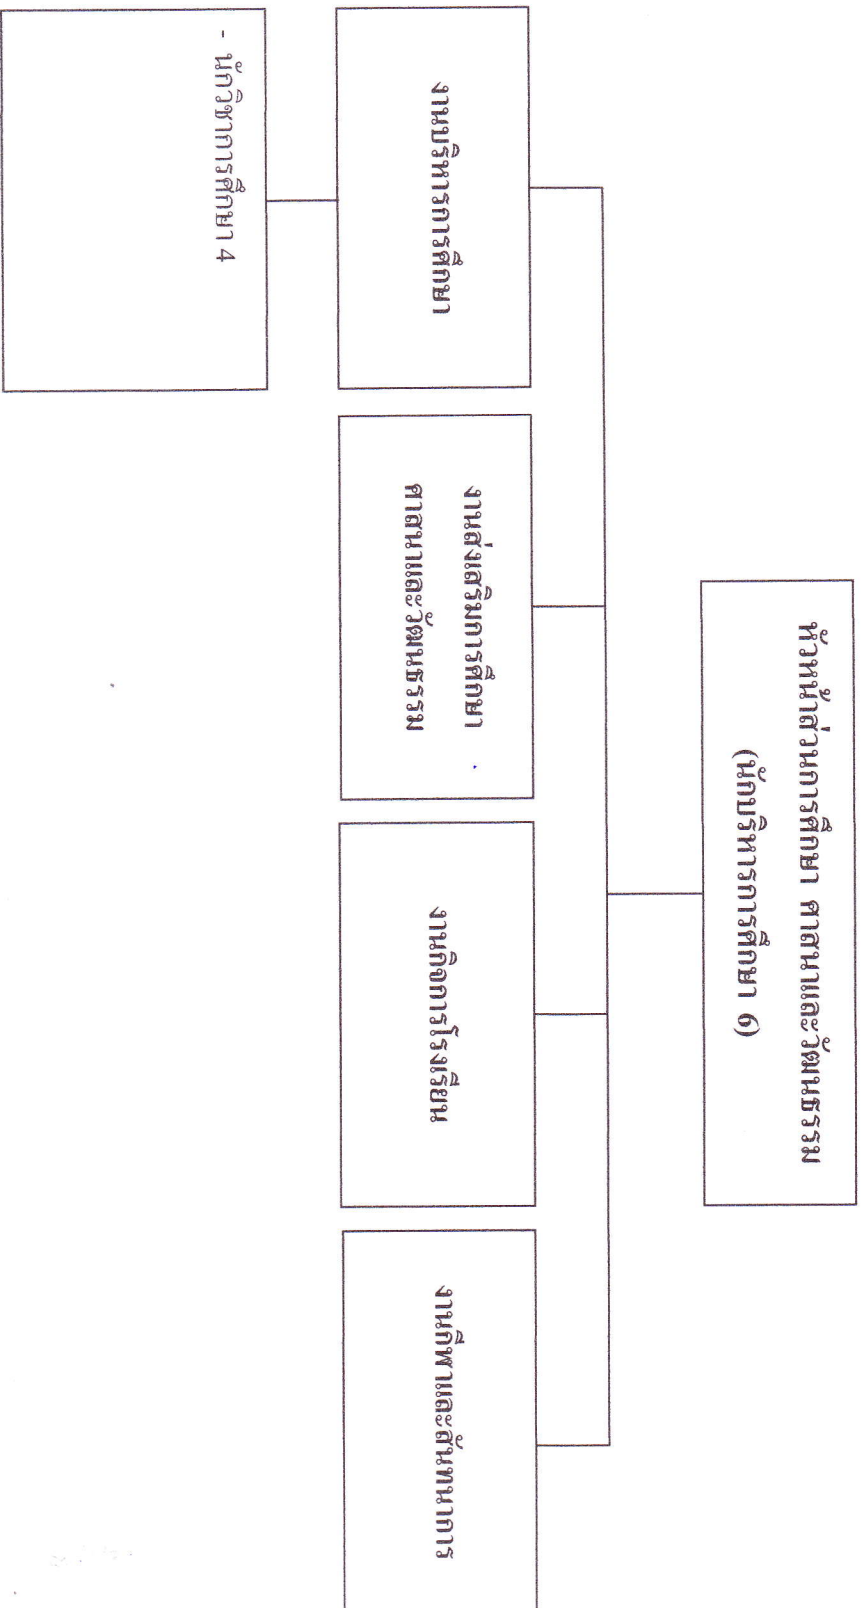 หัวหน้าส่วนการศึกษา ศาสนาและวัฒนธรรม
(นักบริหารการศึกษา 6)
งานบริหารการศึกษา
งานส่งเสริมการศึกษา
ศาสนาและวัฒนธรรม
งานกิจการโรงเรียน
งานกีฬาและสันทนาการ
- นักวิชาการศึกษา 4